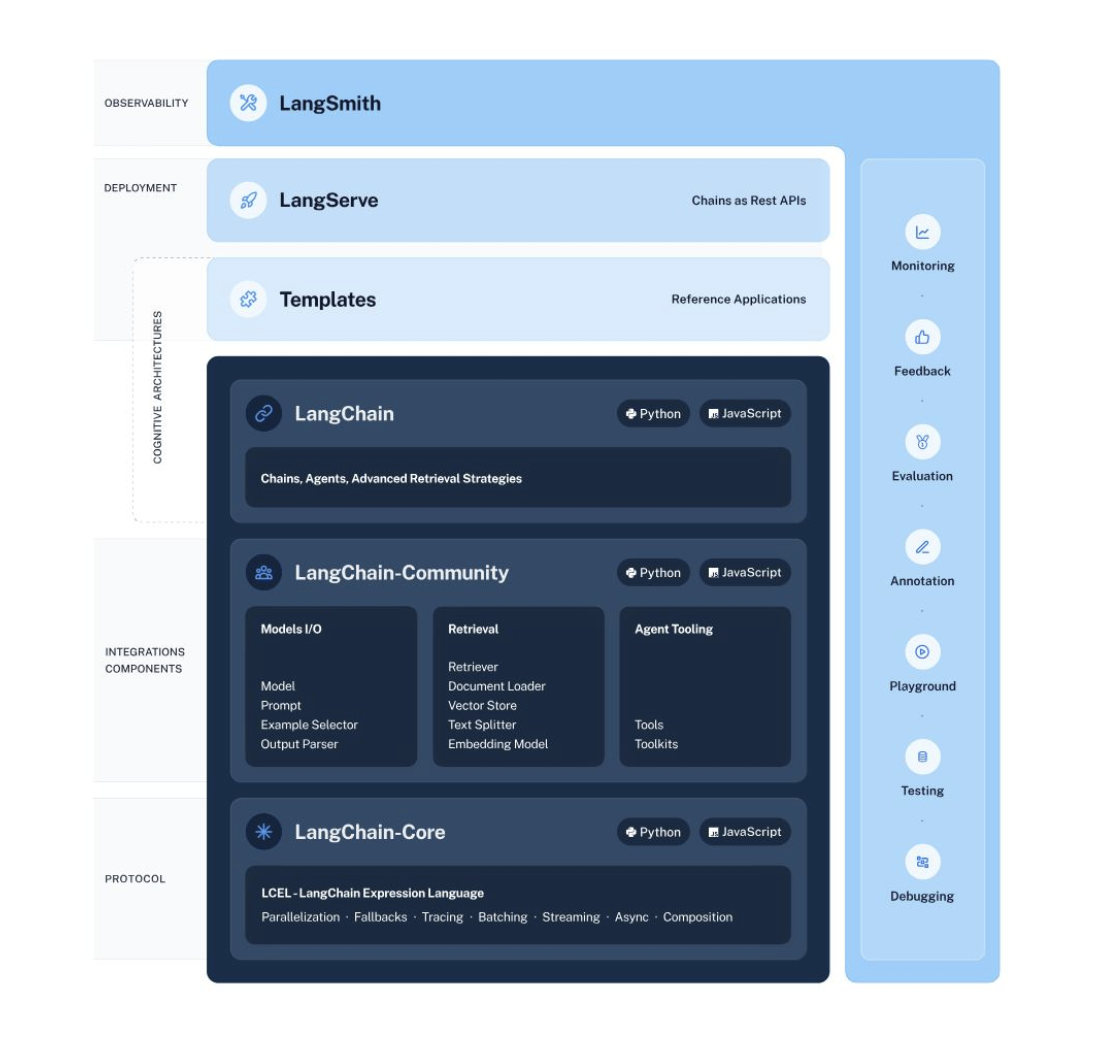 OBSERVABILITY
LangSmith
DEPLOYMENT
LangServe
Chains as Rest APIs
Templates
Reference Applications
COGNITIVE ARCHITECTURES
LangChain
Python
JavaScript
Chains, Agents, Advanced Retrieval Strategies
INTEGRATIONS
COMPONENTS
LangChain-Community
Python
JavaScript
Models I/O
Model
Prompt
Example Selector
Output Parser
Retrieval
Retriever
Document Loader
Vector Store
Text Splitter
Embedding Model
Agent Tooling
Tools
Toolkits
PROTOCOL
LangChain-Core
Python
JavaScript
LCEL - LangChain Expression Language
Parallelization · Fallbacks · Tracing · Batching · Streaming · Async · Composition
Monitoring
Feedback
Evaluation
Annotation
Playground
Testing
Debugging